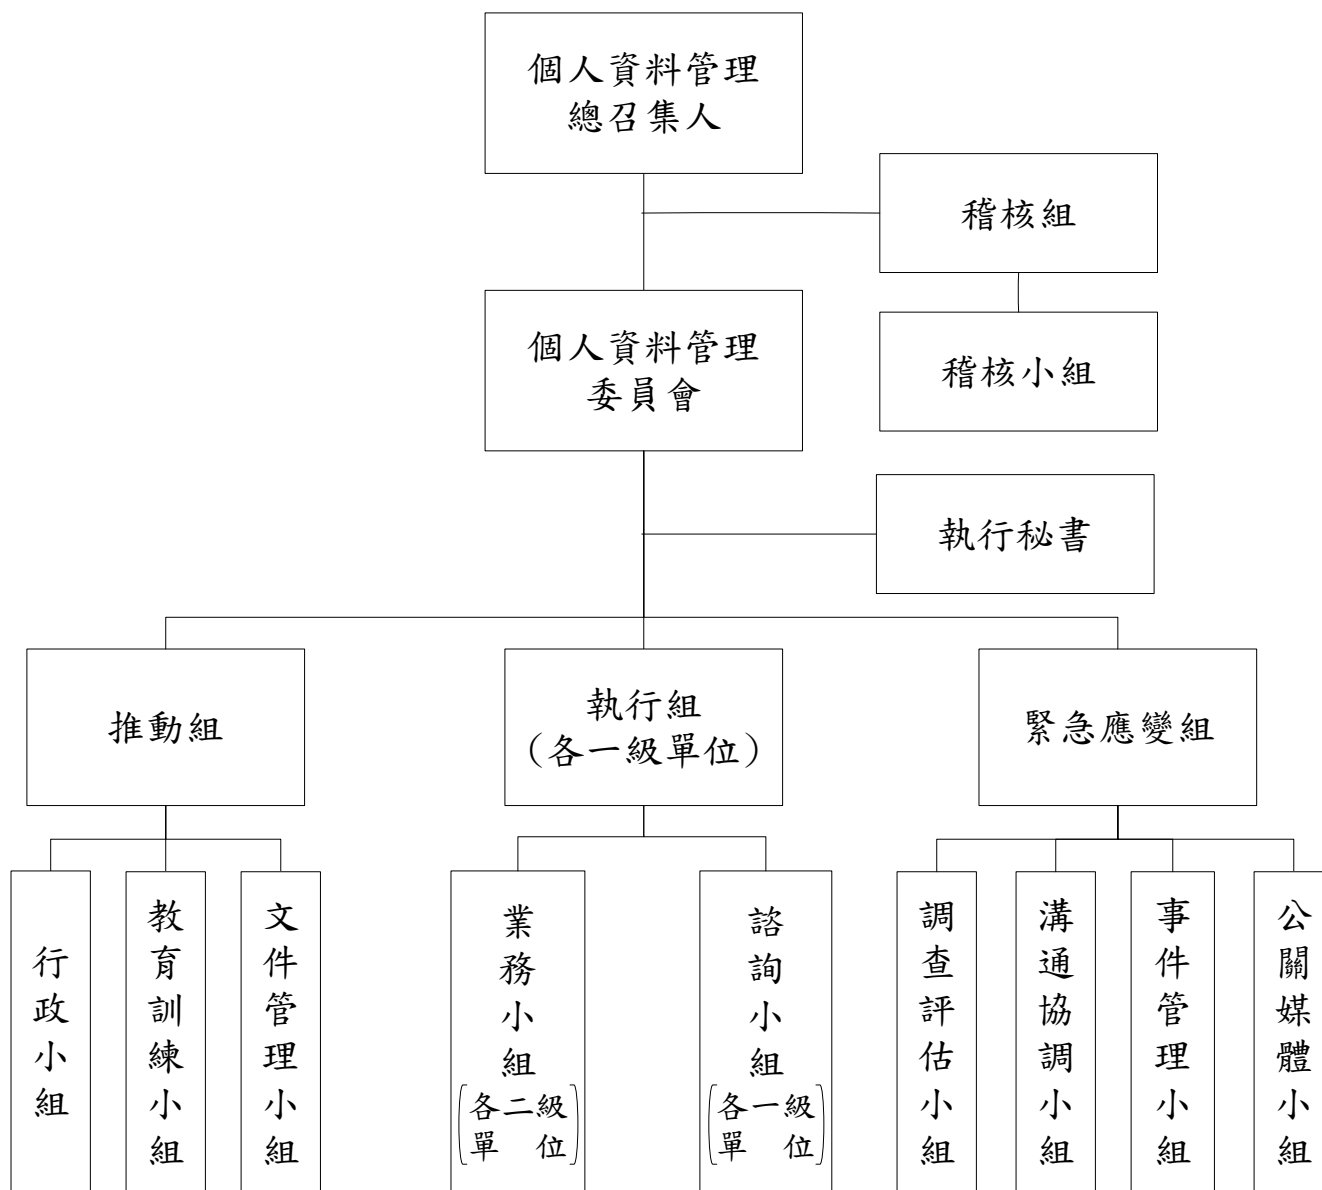 個人資料管理
總召集人
稽核組
個人資料管理
委員會
稽核小組
執行秘書
推動組
執行組
(各一級單位)
緊急應變組
行政小組
教育訓練小組
文件管理小組
業務小組
各二級
單位
諮詢小組
各一級
單位
調查評估小組
溝通協調小組
事件管理小組
公關媒體小組